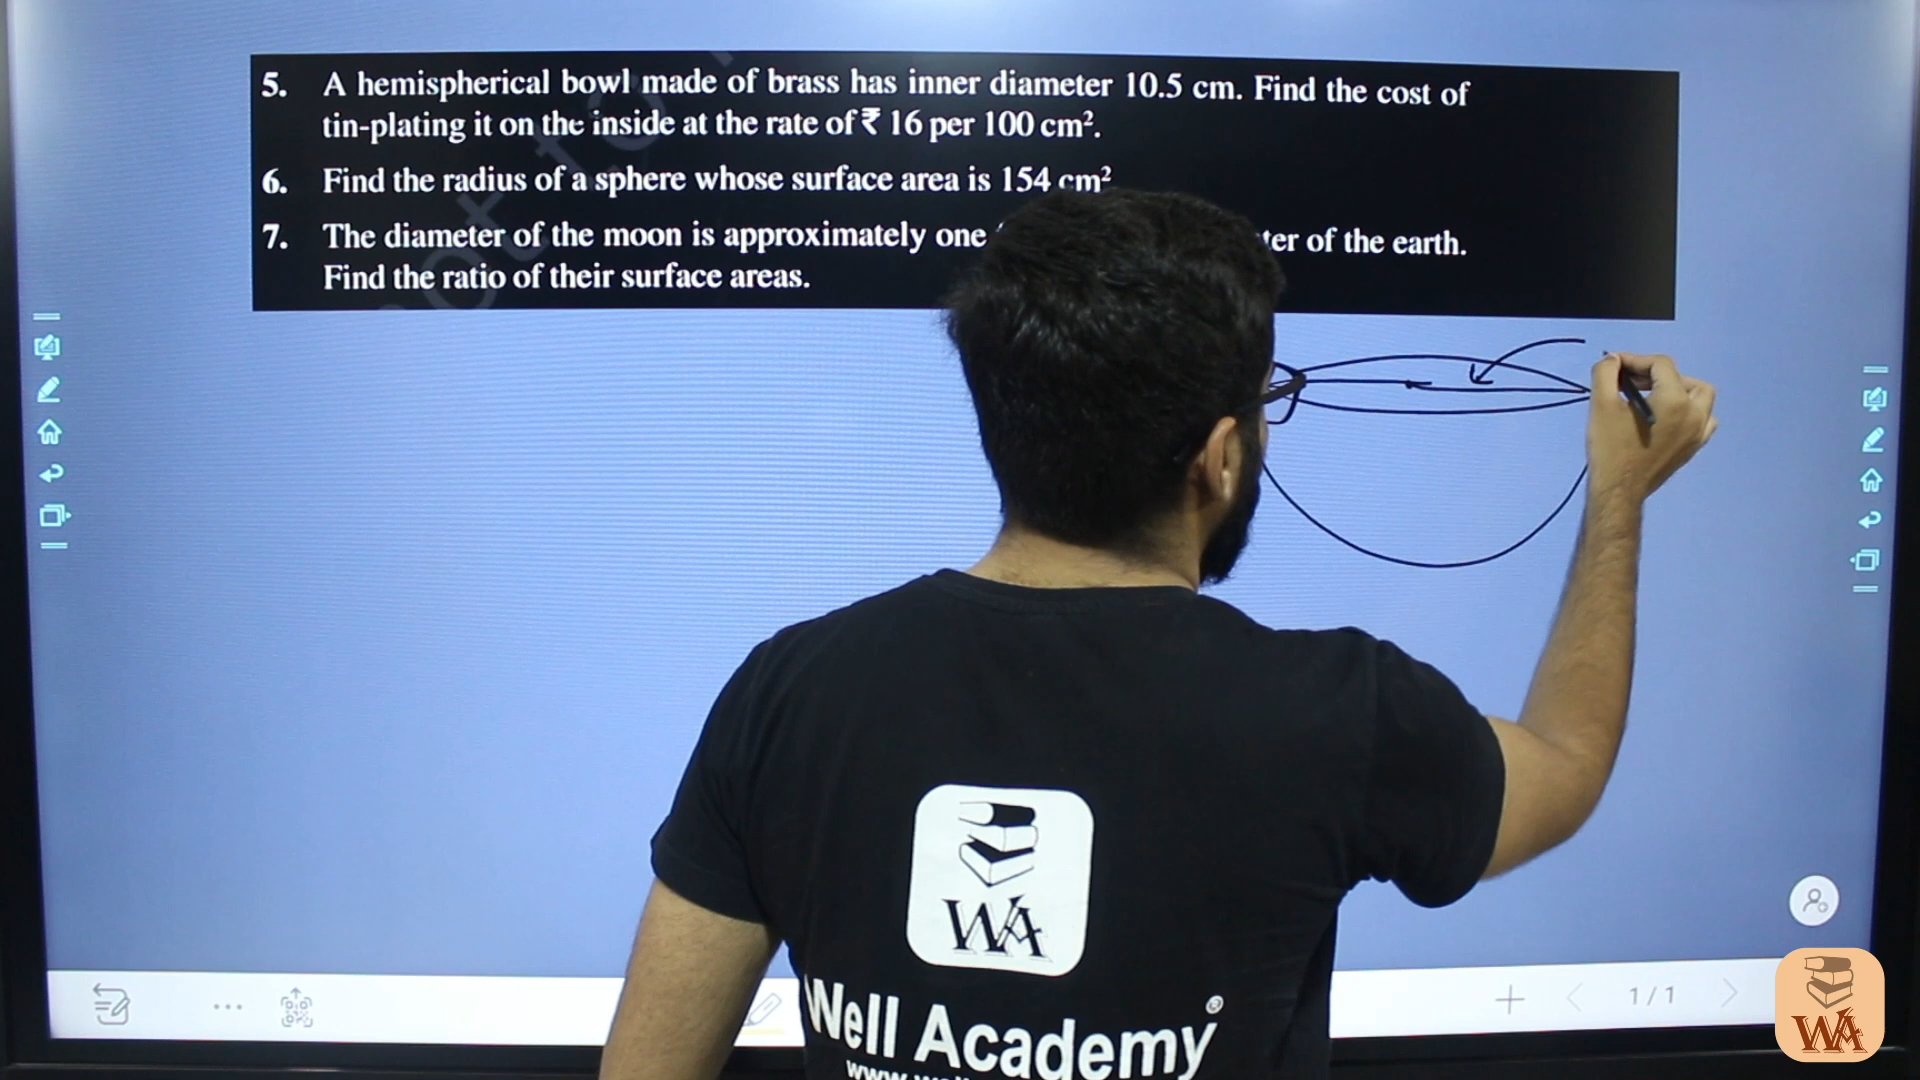 5. A hemispherical bowl made of brass has inner diameter 10.5 cm. Find the cost of
tin-plating it on the inside at the rate of ₹ 16 per 100 cm².
6. Find the radius of a sphere whose surface area is 154 cm²
7. The diameter of the moon is approximately one of the earth.
Find the ratio of their surface areas.
WA
Well Academy®
1/1
WA